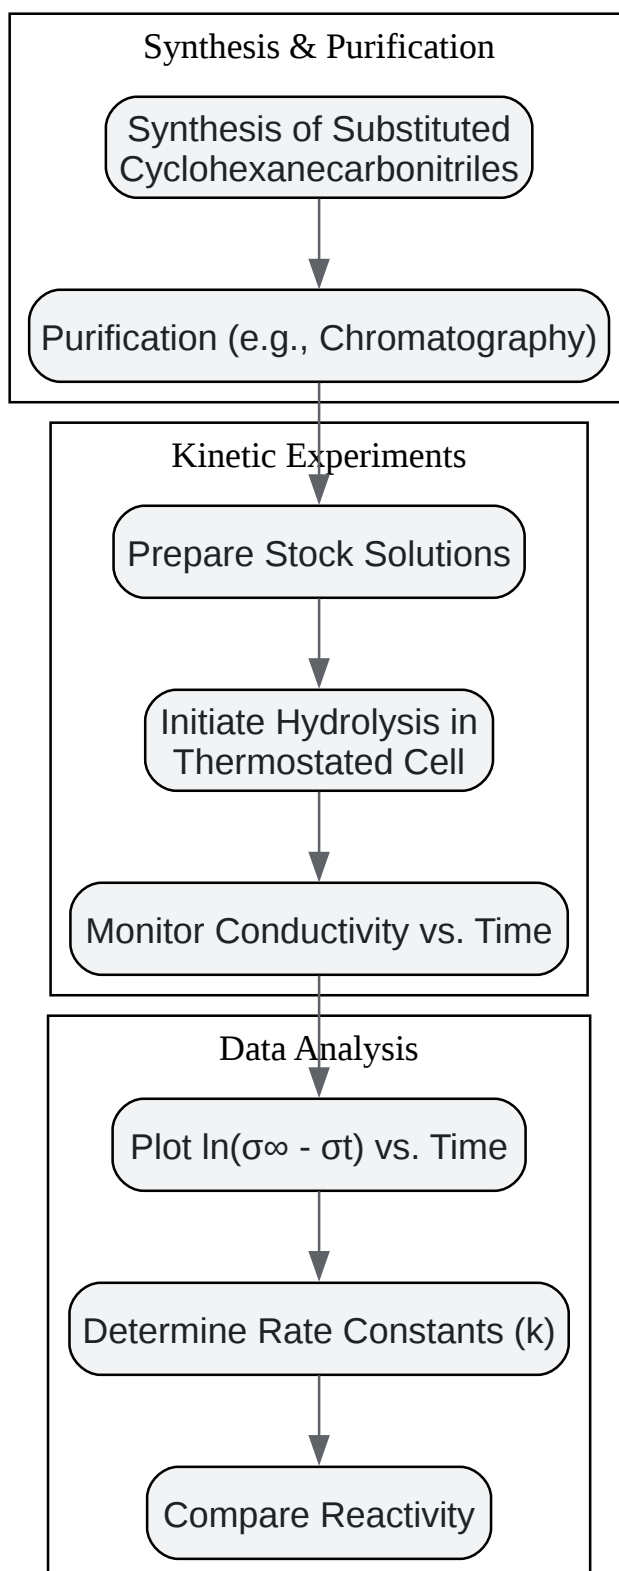 Synthesis & Purification
Synthesis of Substituted
Cyclohexanecarbonitriles
Purification (e.g., Chromatography)
Kinetic Experiments
Prepare Stock Solutions
Initiate Hydrolysis in
Thermostated Cell
Monitor Conductivity vs. Time
Data Analysis
Plot ln(σ∞ - σt) vs. Time
Determine Rate Constants (k)
Compare Reactivity